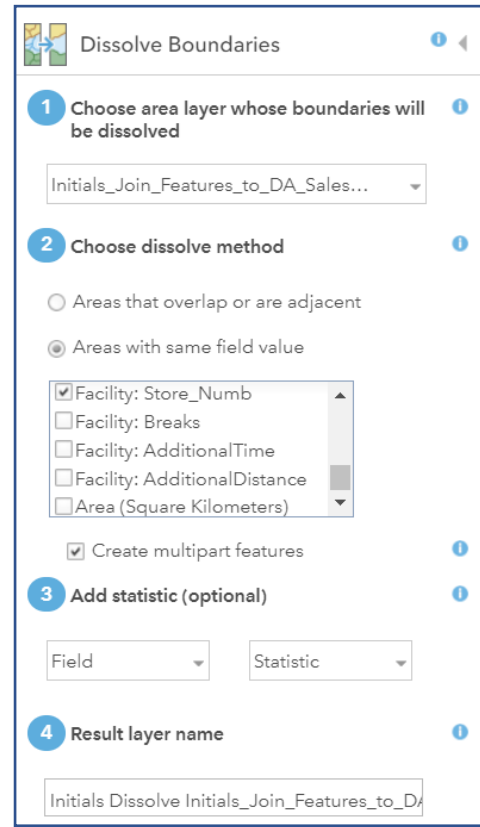 Dissolve Boundaries
1 Choose area layer whose boundaries will
be dissolved
Initials_Join_Features_to_DA_Sales...
2 Choose dissolve method
Areas that overlap or are adjacent
Areas with same field value
Facility: Store_Numb
Facility: Breaks
Facility: AdditionalTime
Facility: AdditionalDistance
Area (Square Kilometers)
Create multipart features
3 Add statistic (optional)
Field Statistic
4 Result layer name
Initials Dissolve Initials_Join_Features_to_DA